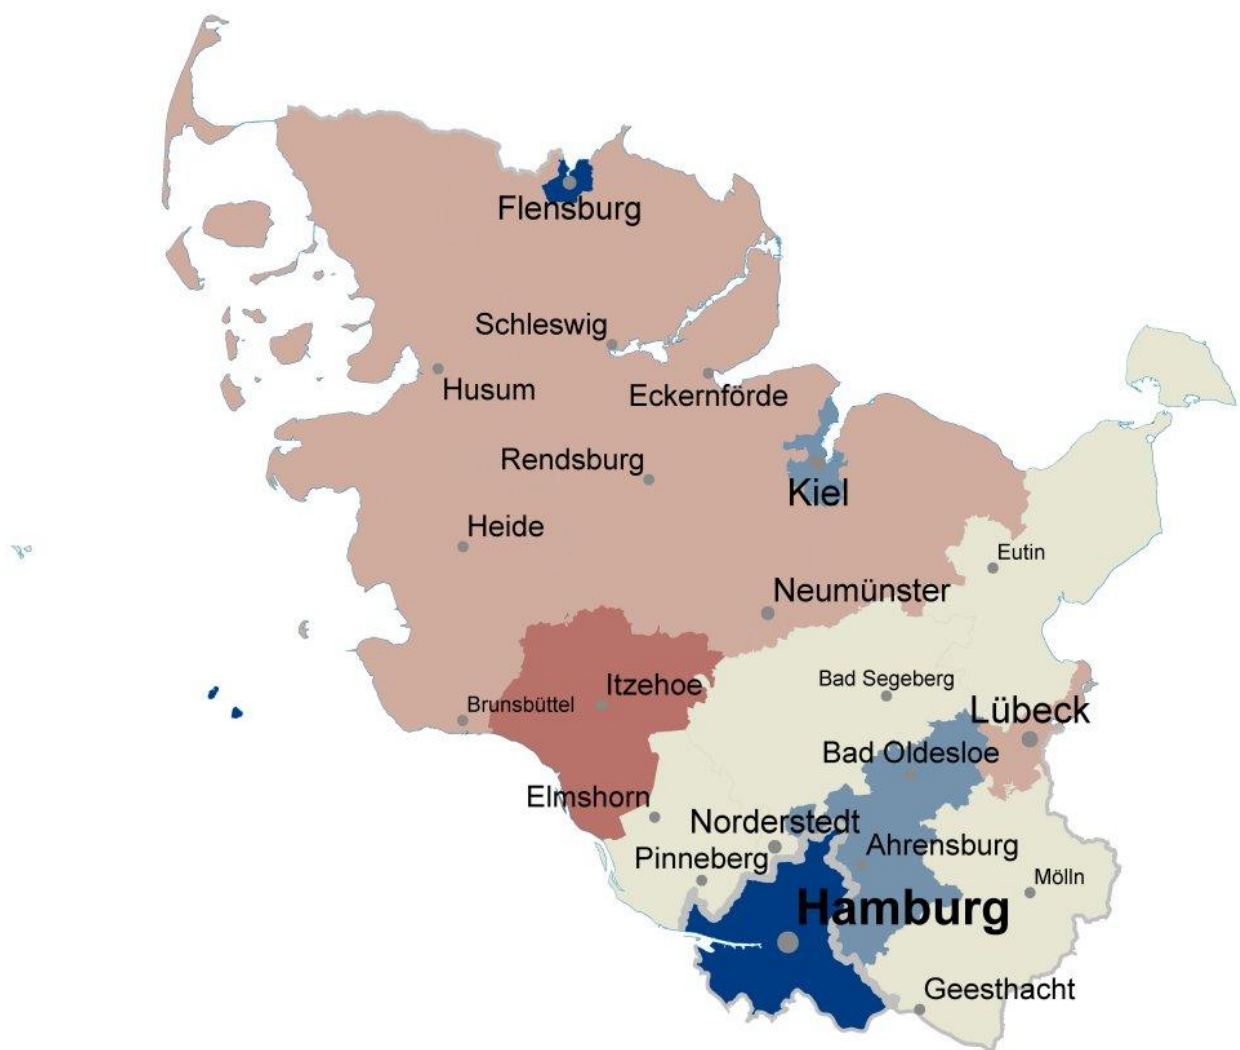 Flensburg
Schleswig
Husum
Eckernförde
Rendsburg
Kiel
Heide
Eutin
Neumünster
Bad Segeberg
Itzehoe
Brunsbüttel
Lübeck
Bad Oldesloe
Elmshorn
Norderstedt
Ahrensburg
Pinneberg
Mölln
Hamburg
Geesthacht